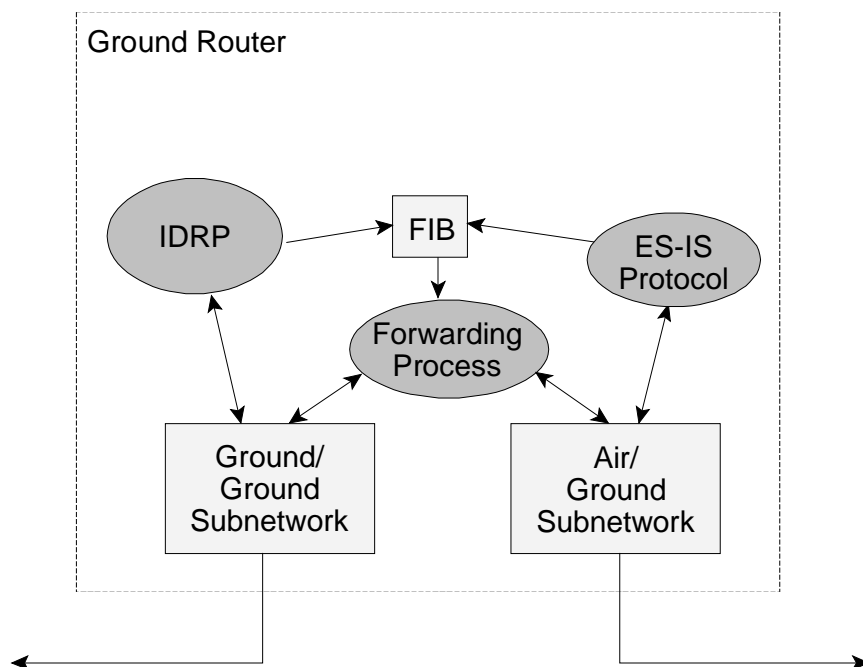 Ground Router
IDRP
FIB
ES-IS
Protocol
Forwarding
Process
Ground/
Ground
Subnetwork
Air/
Ground
Subnetwork